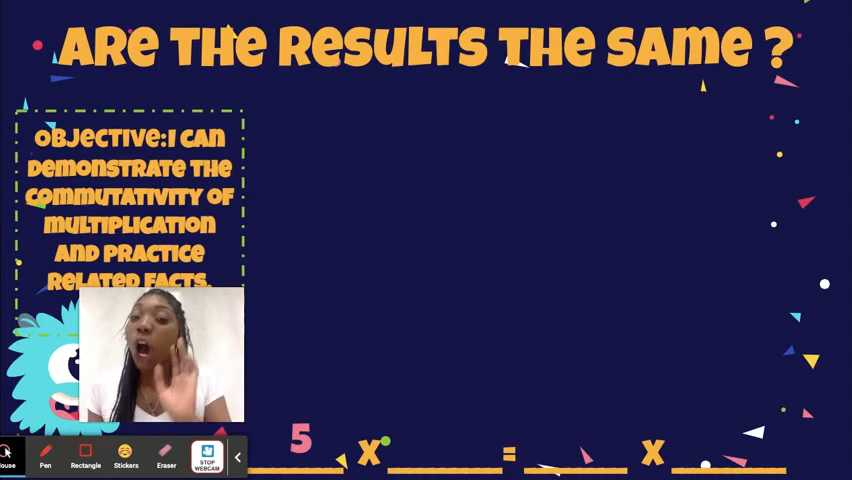 ARE THE RESULTS THE SAME ?
OBJECTIVE:I CAN
DEMONSTRATE THE
COMMUTATIVITY OF
MULTIPLICATION
AND PRACTICE
RELATED FACTS.
5 X = X
ouse
Pen
Rectangle
Stickers
Eraser
STOP
WEBCAM